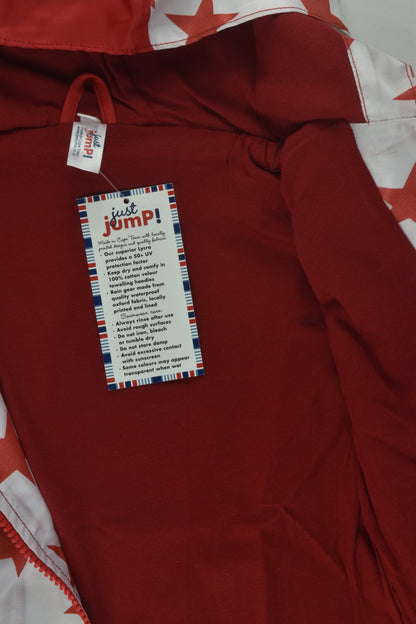 just
jump!
just
jump!
Made in Cape Town with locally
printed designs and quality fabrics.
• Our superior Lycra
provides a 50+ UV
protection factor
• Keep dry and comfy in
100% cotton velour
towelling hoodies
• Rain gear made from
quality waterproof
oxford fabric, locally
printed and lined
Swimwear care:
• Always rinse after use
• Avoid rough surfaces
• Do not iron, bleach
or tumble dry
• Do not store damp
• Avoid excessive contact
with sunscreen
• Some colours may appear
transparent when wet